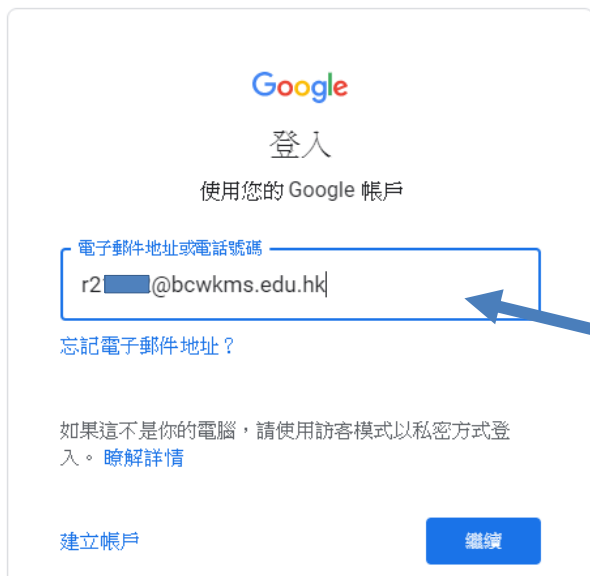 Google
登入
使用您的 Google 帳戶
電子郵件地址或電話號碼
r2 @bcwkms.edu.hk
忘記電子郵件地址？
如果這不是你的電腦，請使用訪客模式以私密方式登
入。 瞭解詳情
建立帳戶
繼續